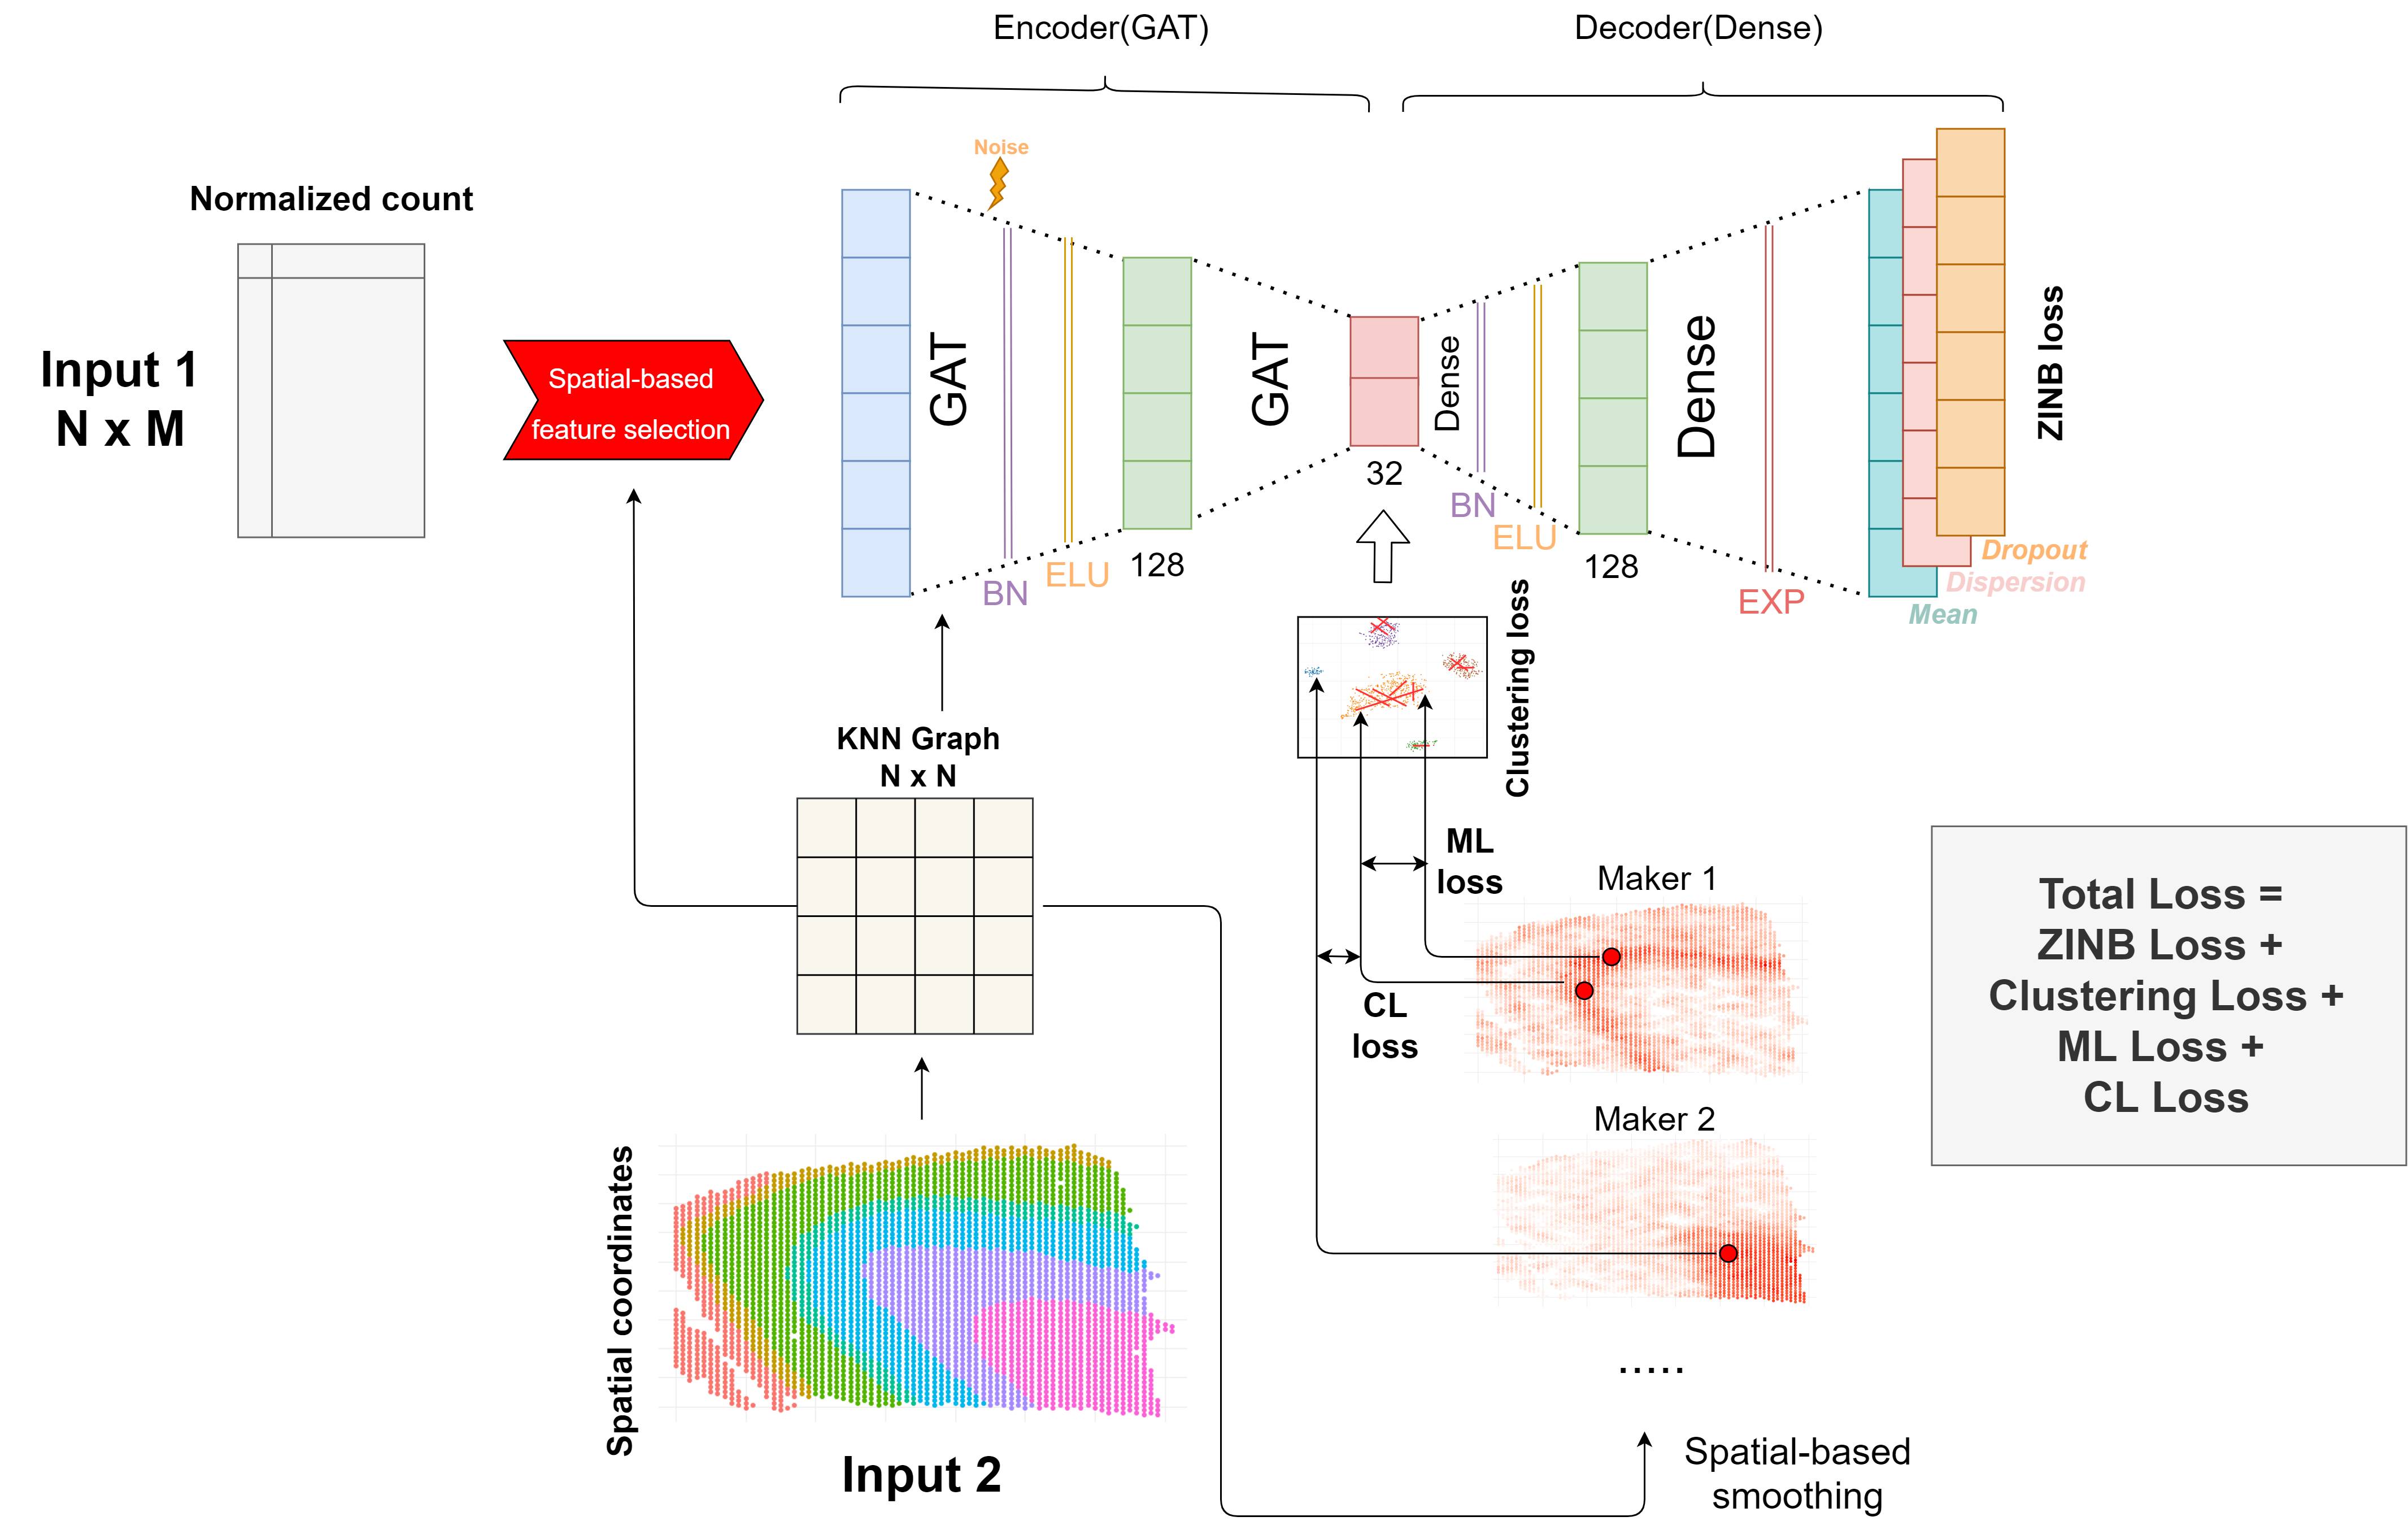 Encoder(GAT)
Decoder(Dense)
Noise
Normalized count
Input 1
N x M
Spatial-based
feature selection
GAT
GAT
Dense
Dense
ZINB loss
32
BN
ELU
128
BN
ELU
128
EXP
Dropout
Dispersion
Mean
Clustering loss
KNN Graph
N x N
ML
loss
Maker 1
CL
loss
Total Loss =
ZINB Loss +
Clustering Loss +
ML Loss +
CL Loss
Maker 2
Spatial coordinates
.....
Input 2
Spatial-based
smoothing